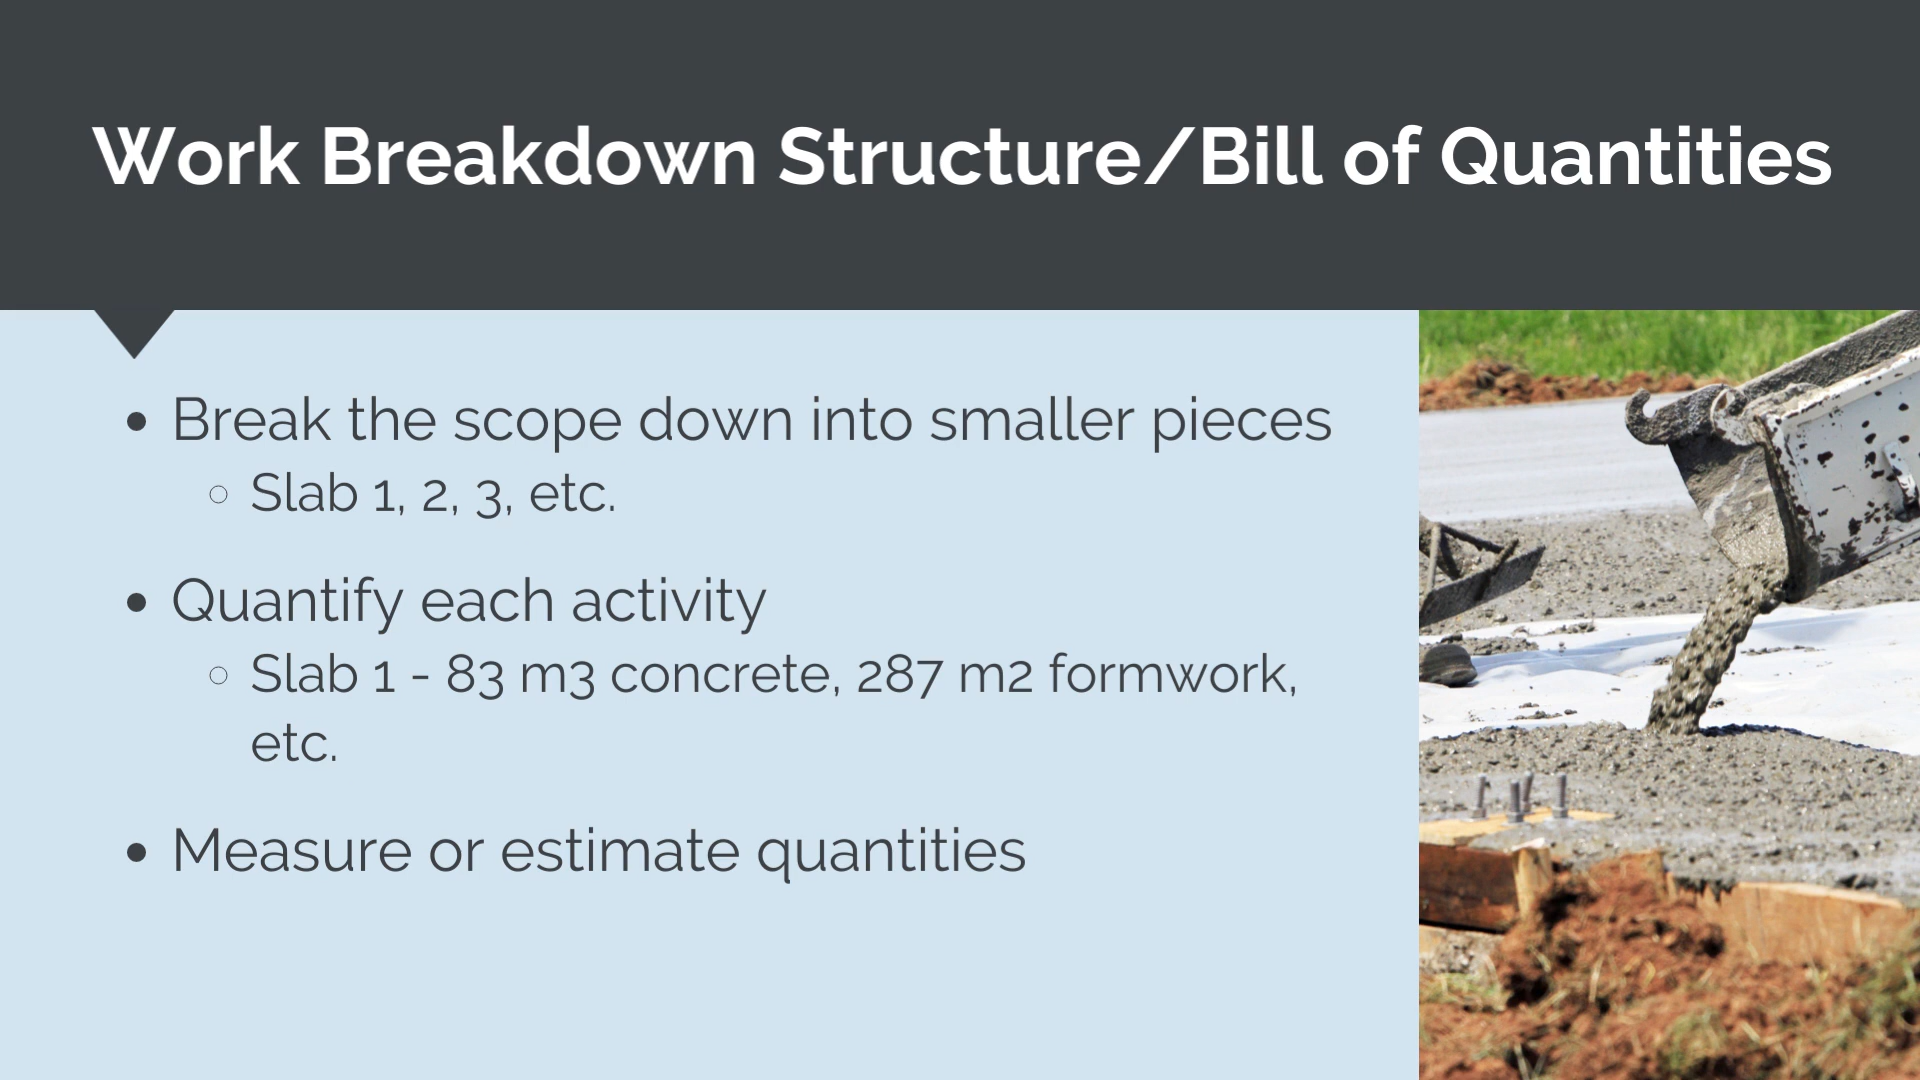 Work Breakdown Structure/Bill of Quantities
• Break the scope down into smaller pieces
○ Slab 1, 2, 3, etc.
• Quantify each activity
○ Slab 1 - 83 m3 concrete, 287 m2 formwork,
etc.
• Measure or estimate quantities